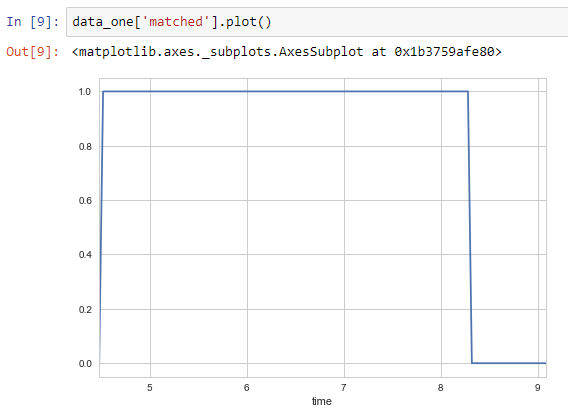 In [9]: data_one['matched'].plot()
Out[9]: <matplotlib.axes._subplots.AxesSubplot at 0x1b3759afe80>
1.0
0.8
0.6
0.4
0.2
0.0
5 6 7 8 9
time